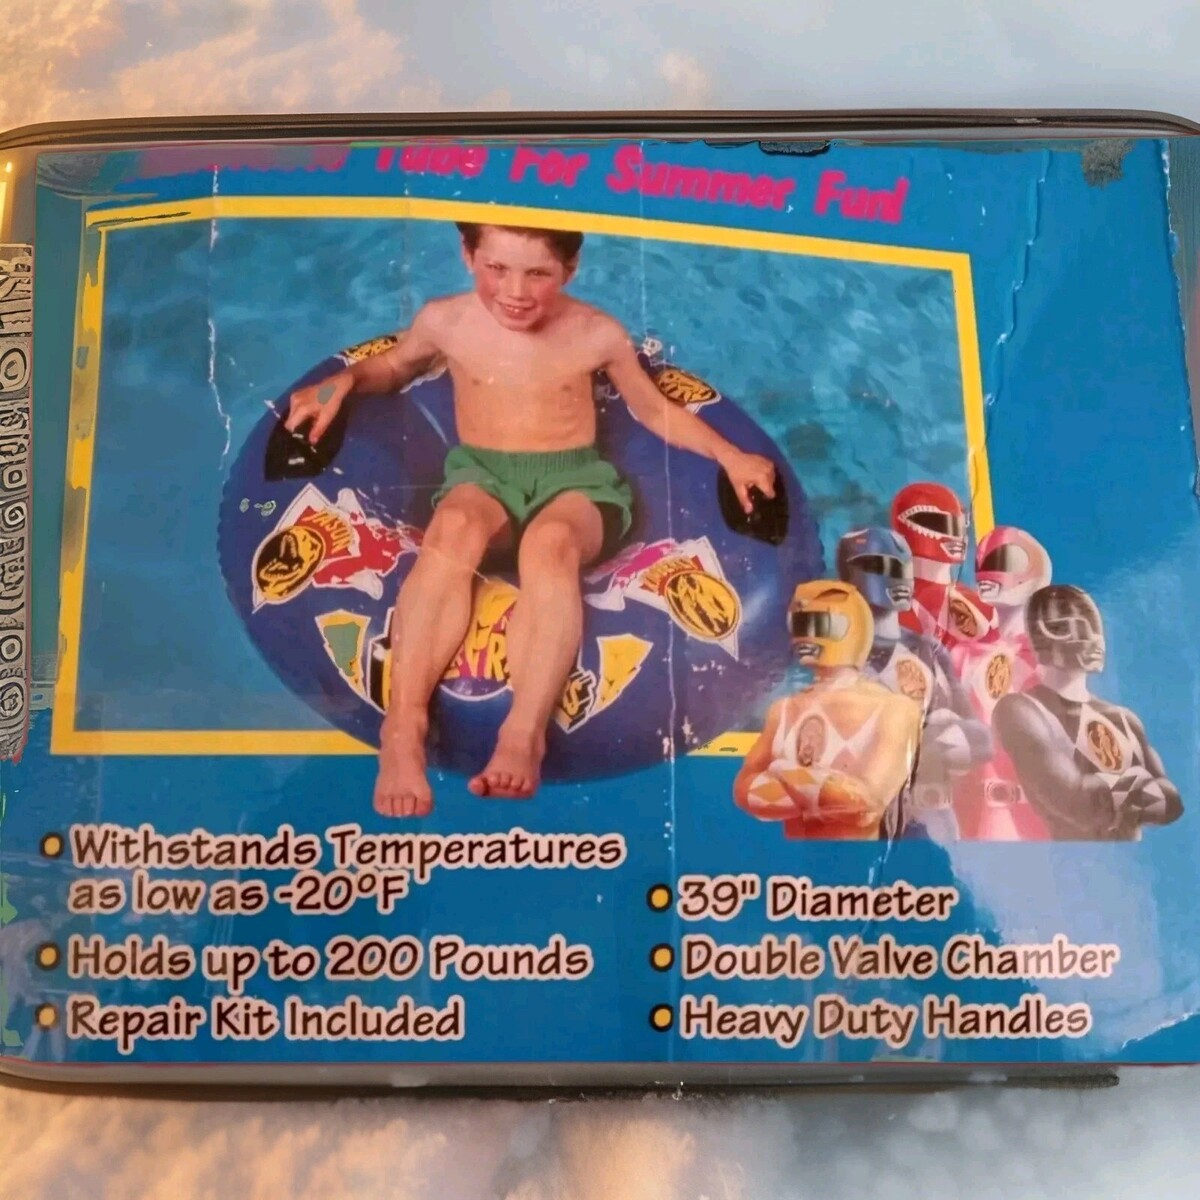 Tube For Summer Fun!
Withstands Temperatures
as low as -20°F
Holds up to 200 Pounds
Repair Kit Included
39" Diameter
Double Valve Chamber
Heavy Duty Handles